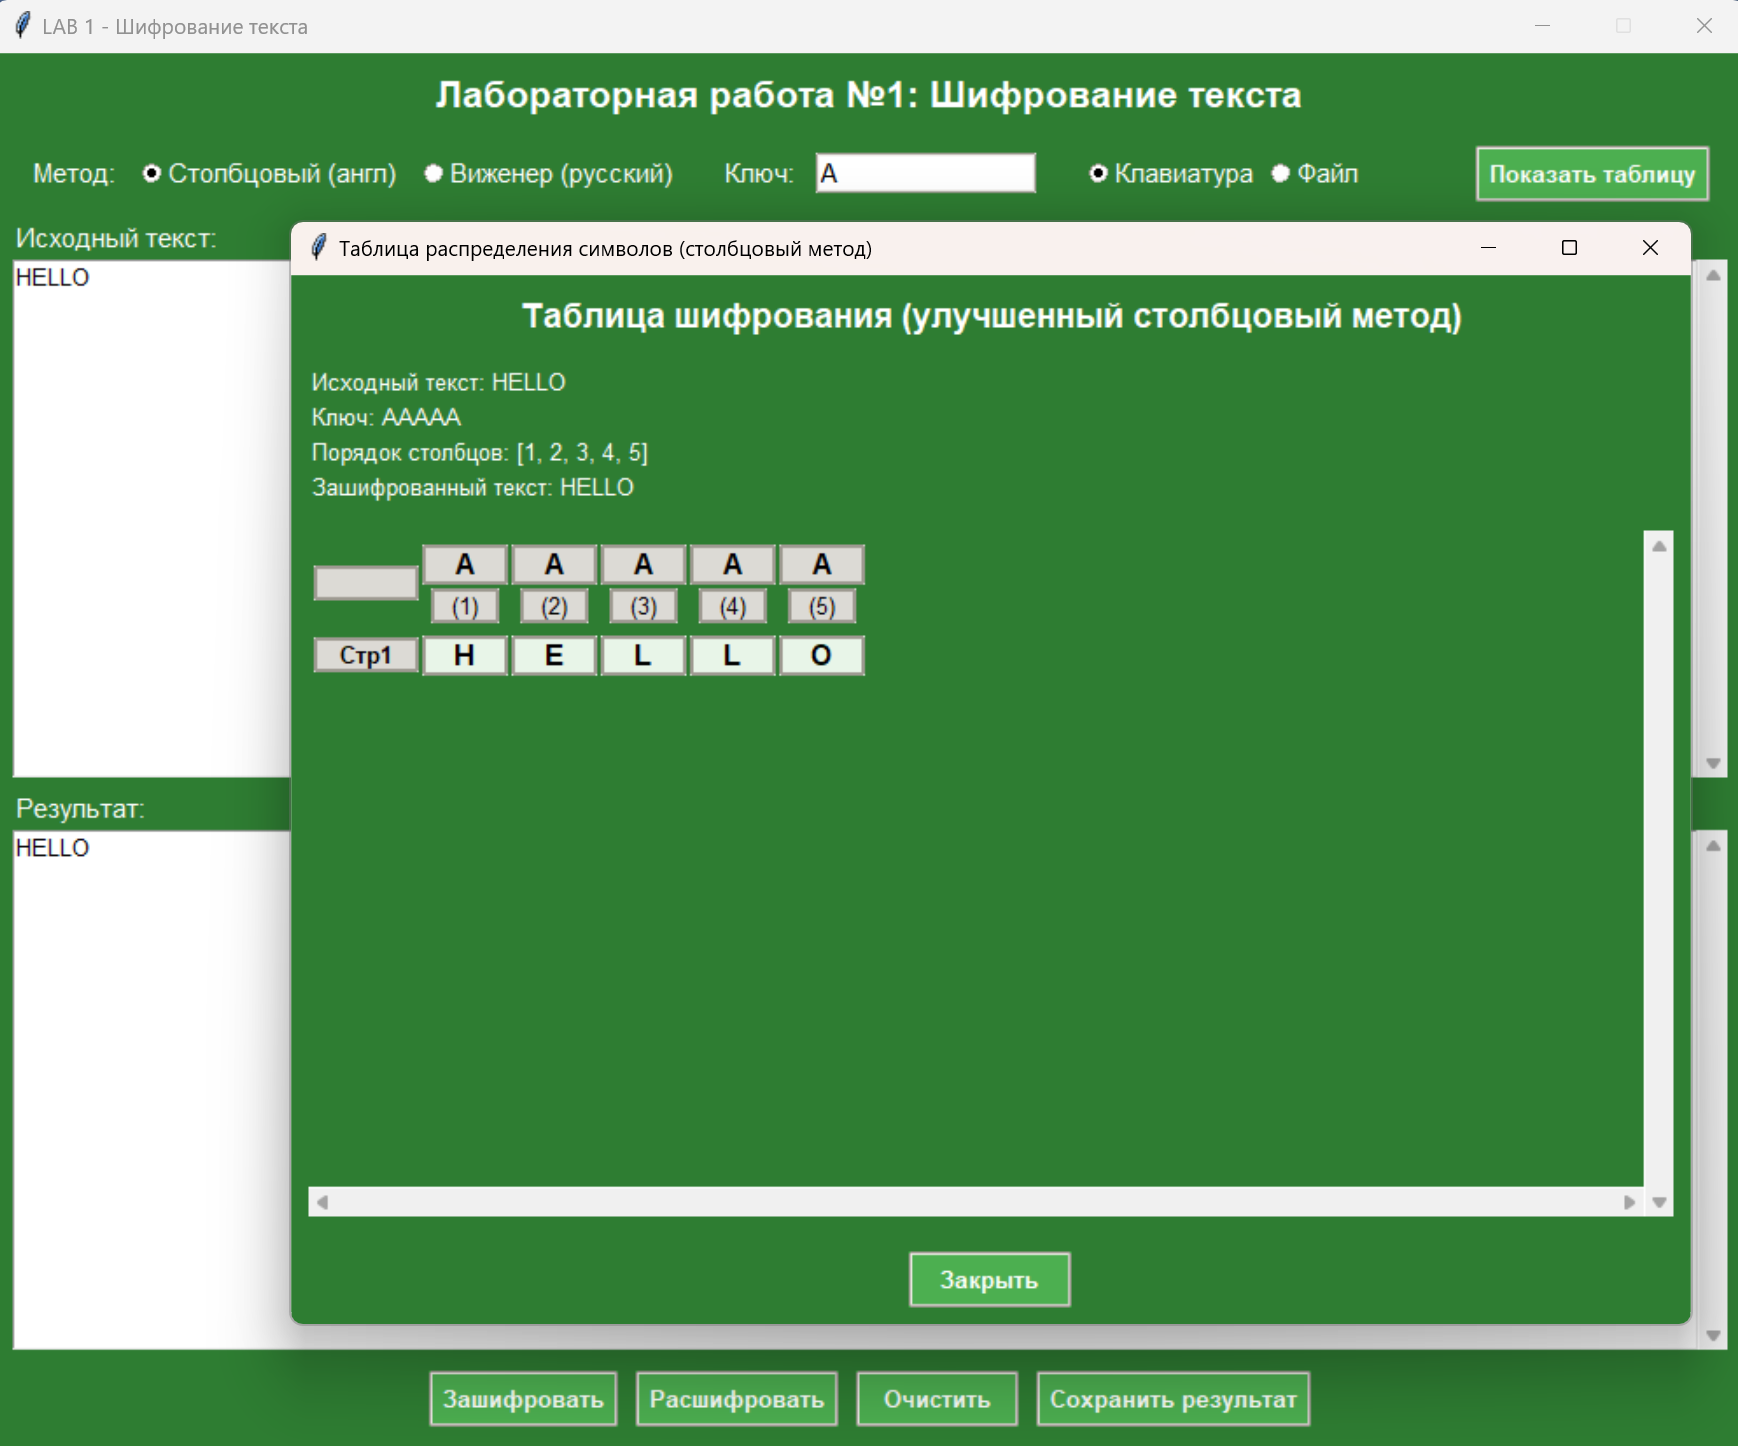 LAB 1 - Шифрование текста
Лабораторная работа №1: Шифрование текста
Метод: Столбцовый (англ) Виженер (русский) Ключ: A Клавиатура Файл Показать таблицу
Исходный текст:
HELLO
Таблица распределения символов (столбцовый метод)
Таблица шифрования (улучшенный столбцовый метод)
Исходный текст: HELLO
Ключ: AAAAA
Порядок столбцов: [1, 2, 3, 4, 5]
Зашифрованный текст: HELLO
A A A A A
(1) (2) (3) (4) (5)
Стр1 H E L L O
Закрыть
Результат:
HELLO
Зашифровать Расшифровать Очистить Сохранить результат